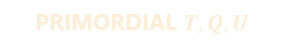 PRIMORDIAL T, Q, U